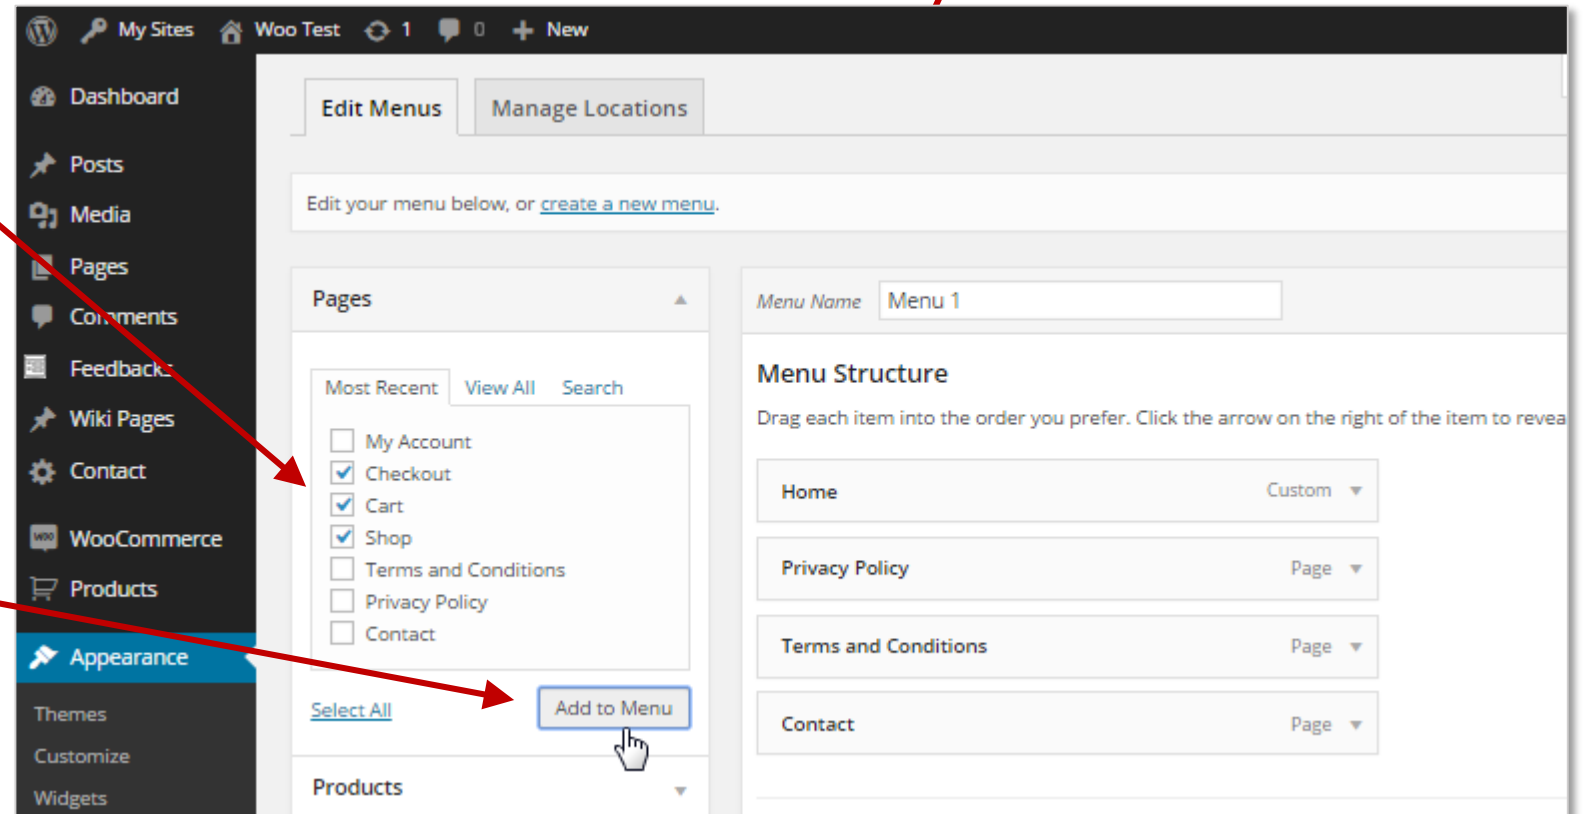 My Sites Woo Test 1 0 New
Dashboard
Posts
Media
Pages
Comments
Feedbacks
Wiki Pages
Contact
WooCommerce
Products
Appearance
Themes
Customize
Widgets
Edit Menus Manage Locations
Edit your menu below, or create a new menu.
Pages
Most Recent View All Search
My Account
Checkout
Cart
Shop
Terms and Conditions
Privacy Policy
Contact
Select All Add to Menu
Products
Menu Name Menu 1
Menu Structure
Drag each item into the order you prefer. Click the arrow on the right of the item to revea
Home Custom
Privacy Policy Page
Terms and Conditions Page
Contact Page